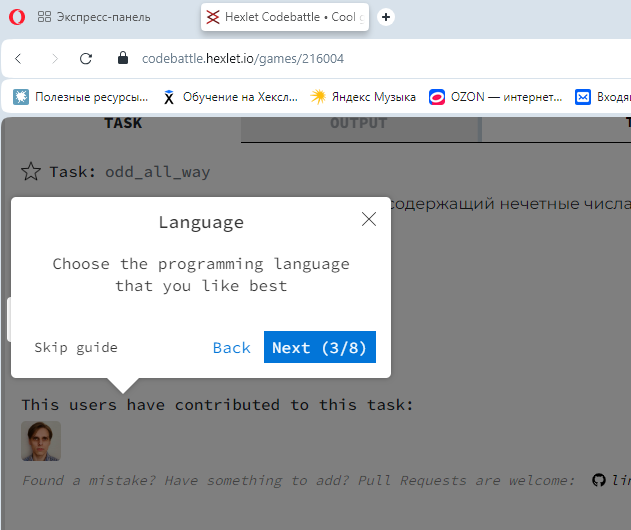 Экспресс-панель
Hexlet Codebattle • Cool g
codebattle.hexlet.io/games/216004
Полезные ресурсы...
Обучение на Хексл...
Яндекс Музыка
OZON — интернет...
Входя
TASK
OUTPUT
Task: odd_all_way
содержащий нечетные числа
Language
Choose the programming language
that you like best
Skip guide
Back
Next (3/8)
This users have contributed to this task:
Found a mistake? Have something to add? Pull Requests are welcome: